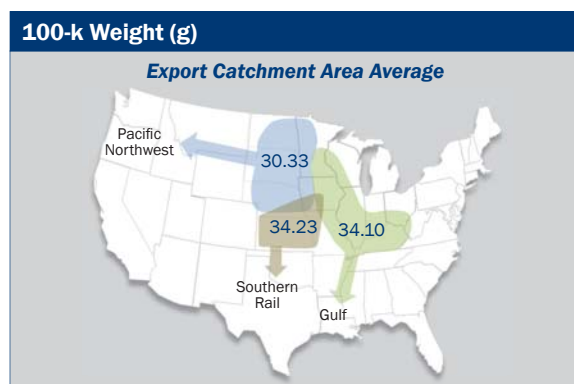 100-k Weight (g)
Export Catchment Area Average
Pacific
Northwest
30.33
34.23
34.10
Southern
Rail
Gulf